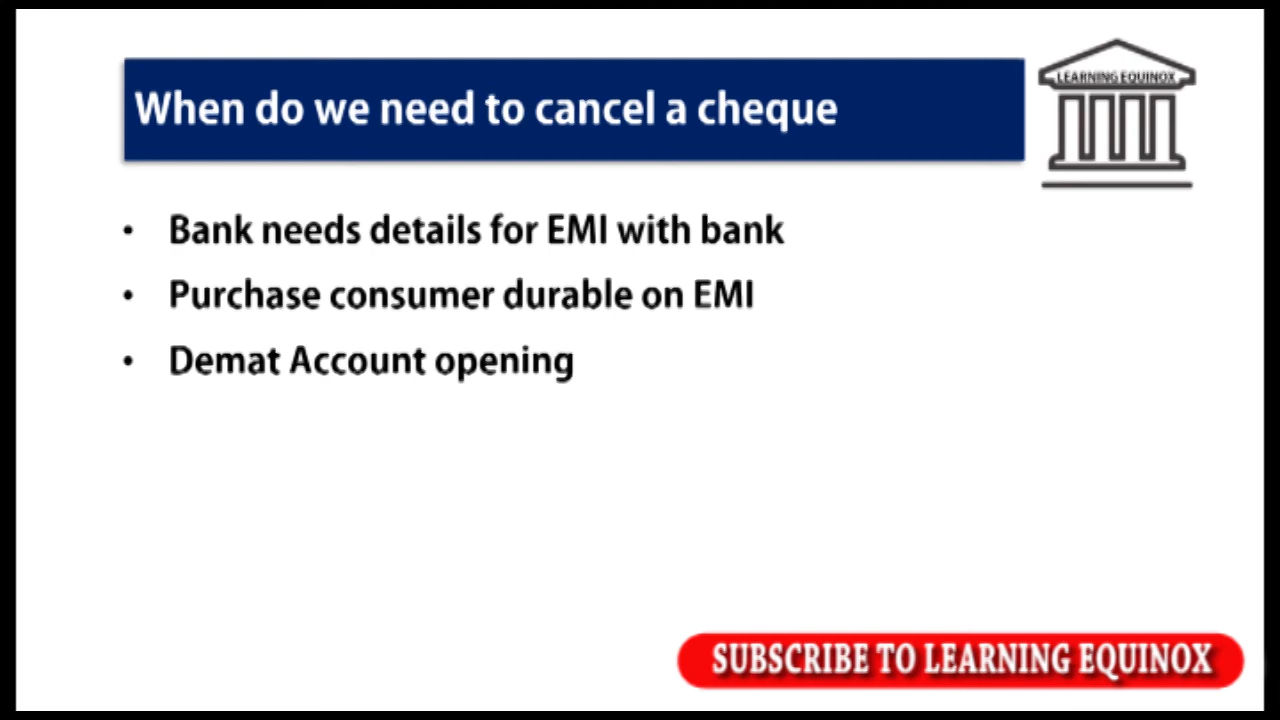 When do we need to cancel a cheque
LEARNING EQUINOX
• Bank needs details for EMI with bank
• Purchase consumer durable on EMI
• Demat Account opening
SUBSCRIBE TO LEARNING EQUINOX